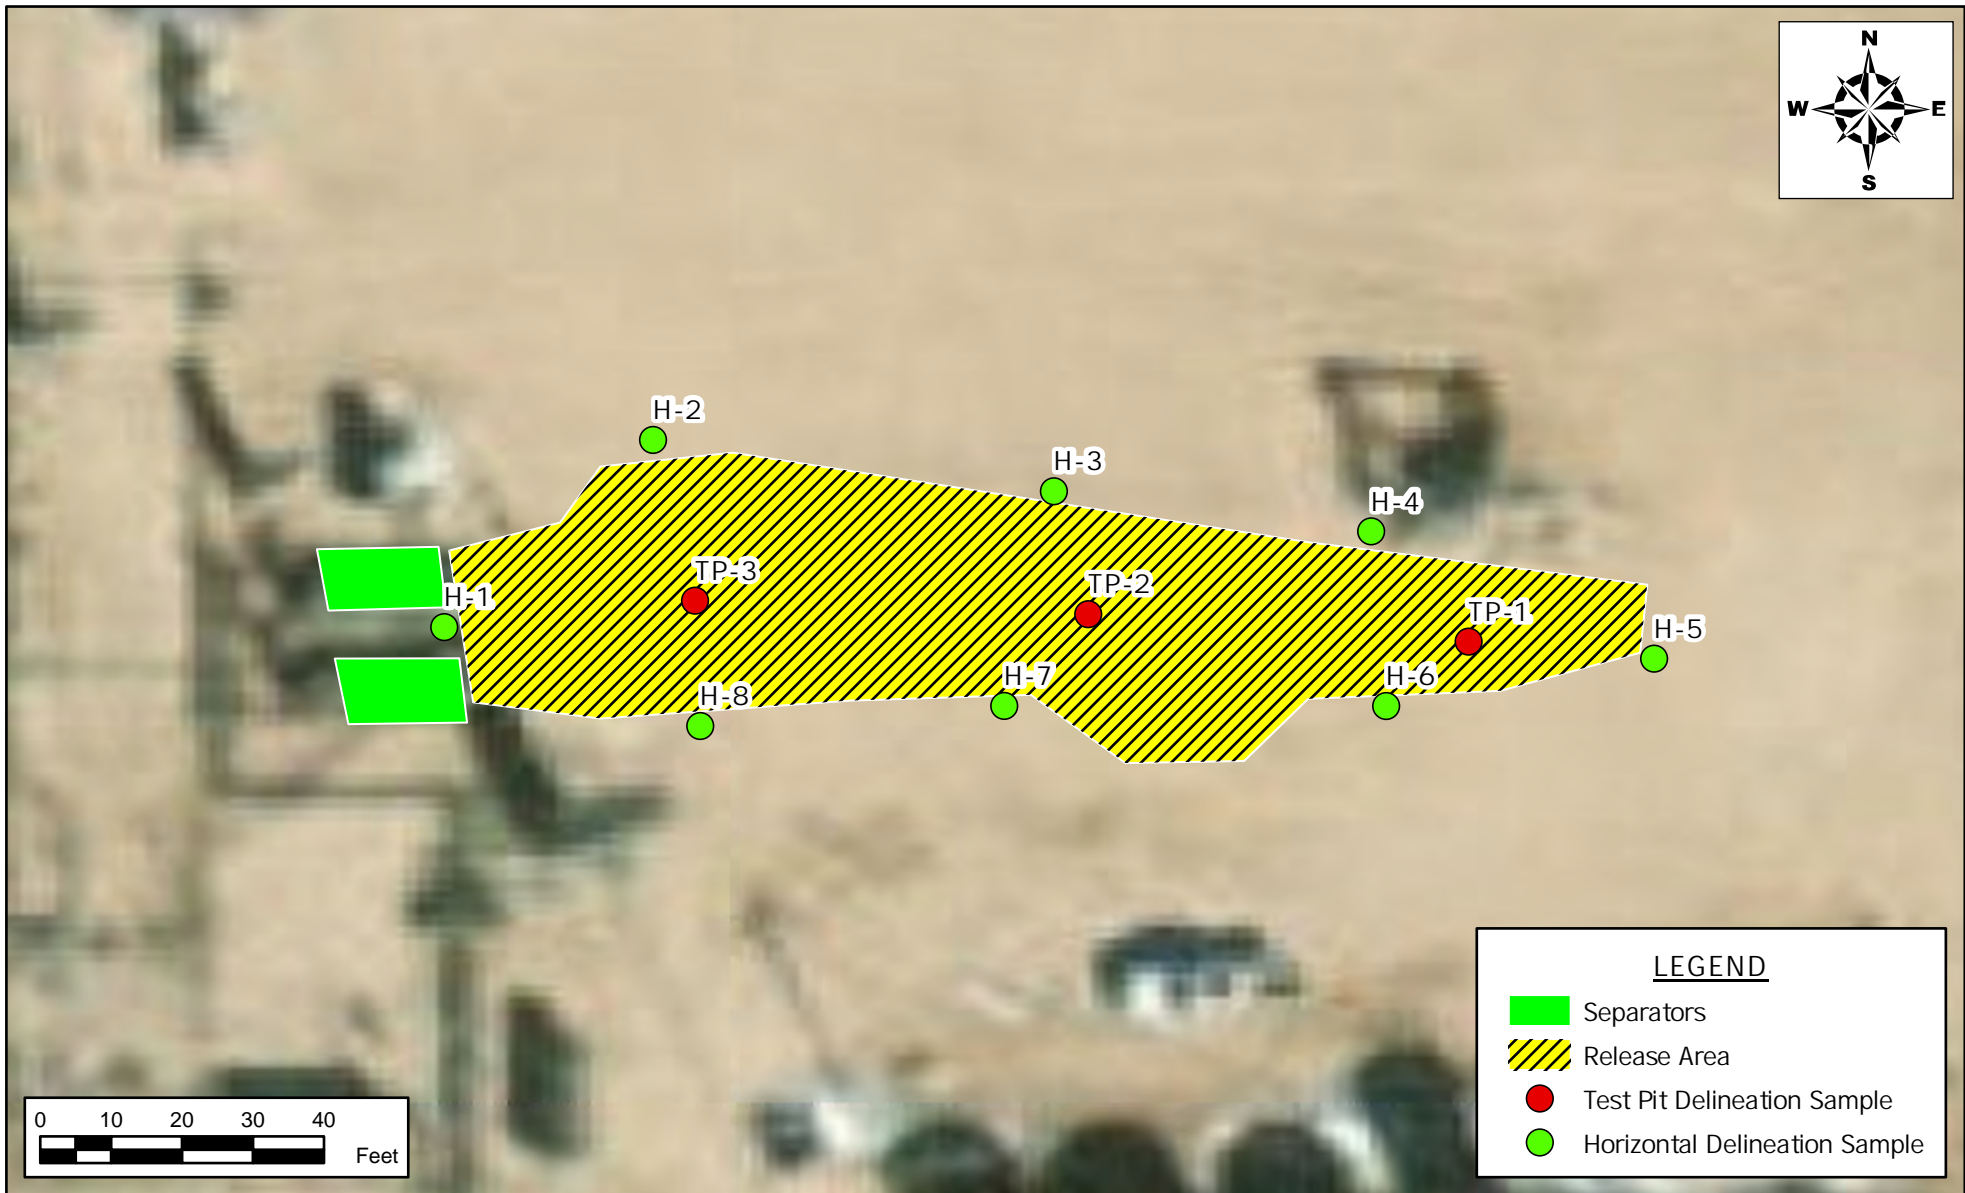 N
W E
S
H-2
H-3
H-4
TP-3
TP-2
H-1
TP-1
H-5
H-6
H-7
H-8
LEGEND
Separators
Release Area
Test Pit Delineation Sample
Horizontal Delineation Sample
0 10 20 30 40
Feet